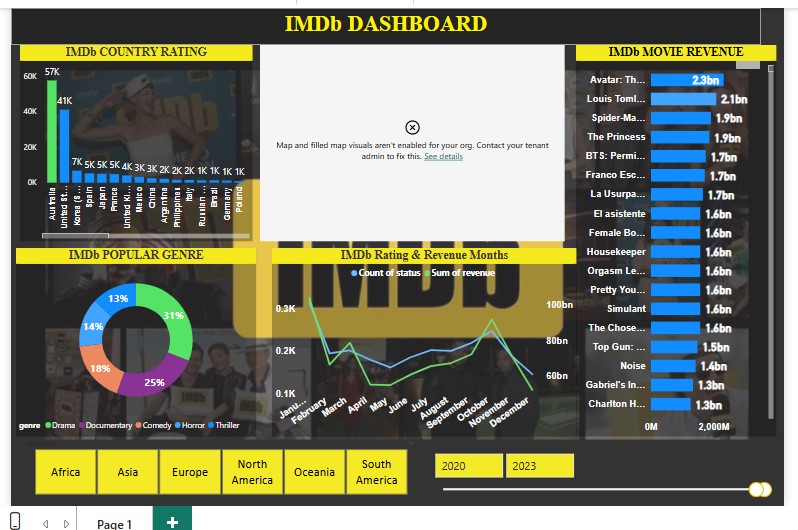 IMDb DASHBOARD
IMDb COUNTRY RATING
60K
40K
20K
0K
57K
41K
7K
5K
5K
5K
4K
3K
3K
2K
2K
2K
1K
1K
1K
1K
Australia
United St...
Korea (S...
Spain
Japan
France
United Ki...
Mexico
China
Argentina
Philippines
Italy
Russian ...
Brazil
Germany
Poland
Map and filled map visuals aren't enabled for your org. Contact your tenant
admin to fix this. See details
IMDb MOVIE REVENUE
Avatar: Th... 2.3bn
Louis Toml... 2.1bn
Spider-Ma... 1.9bn
The Princess 1.9bn
BTS: Permi... 1.7bn
Franco Esc... 1.7bn
La Usurpa... 1.7bn
El asistente 1.6bn
Female Bo... 1.6bn
Housekeeper 1.6bn
Orgasm Le... 1.6bn
Pretty You... 1.6bn
Simulant 1.6bn
The Chose... 1.6bn
Top Gun: ... 1.5bn
Noise 1.4bn
Gabriel's In... 1.3bn
Charlton H... 1.3bn
0M 2,000M
IMDb POPULAR GENRE
13%
31%
14%
18%
25%
genre Drama Documentary Comedy Horror Thriller
IMDb Rating & Revenue Months
Count of status Sum of revenue
0.3K
0.2K
0.1K
100bn
80bn
60bn
Janu...
February
March
April
May
June
July
August
September
October
November
December
IMDb
Africa
Asia
Europe
North
America
Oceania
South
America
2020 2023
Page 1
+